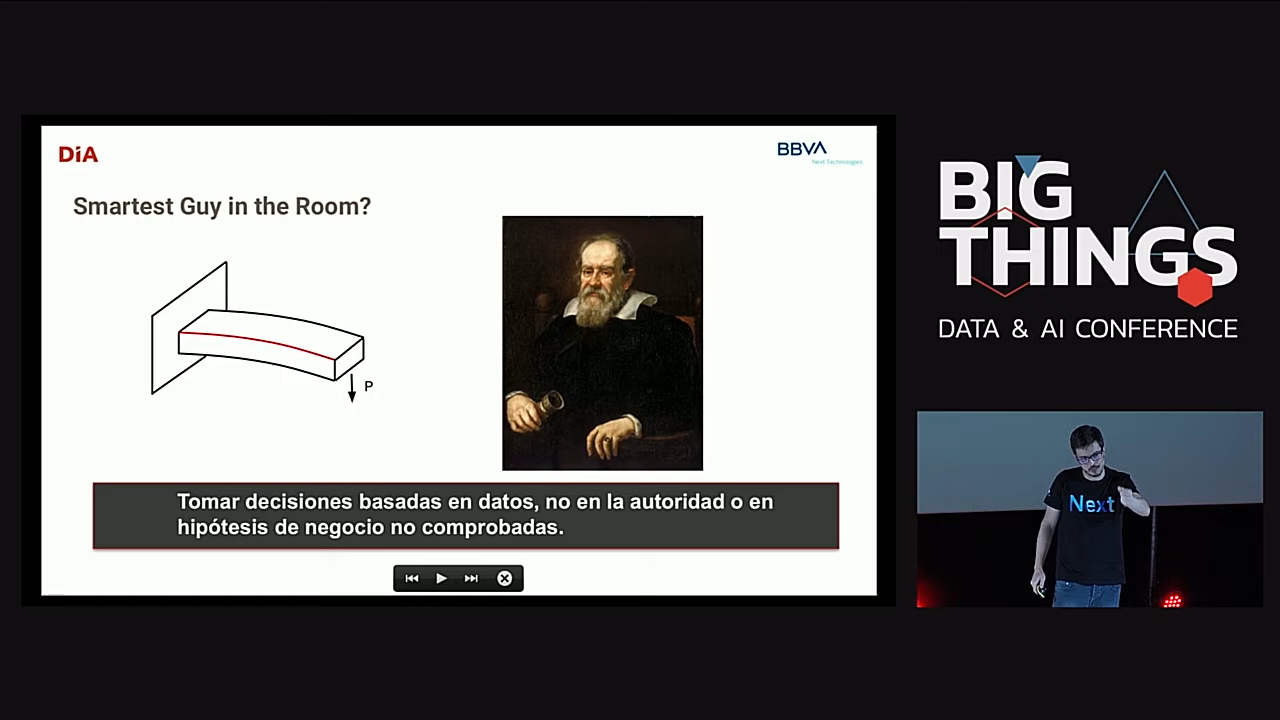 DiA
BBVA
Next Technologies
Smartest Guy in the Room?
P
Tomar decisiones basadas en datos, no en la autoridad o en
hipótesis de negocio no comprobadas.
BIG
THINGS
DATA & AI CONFERENCE
Next